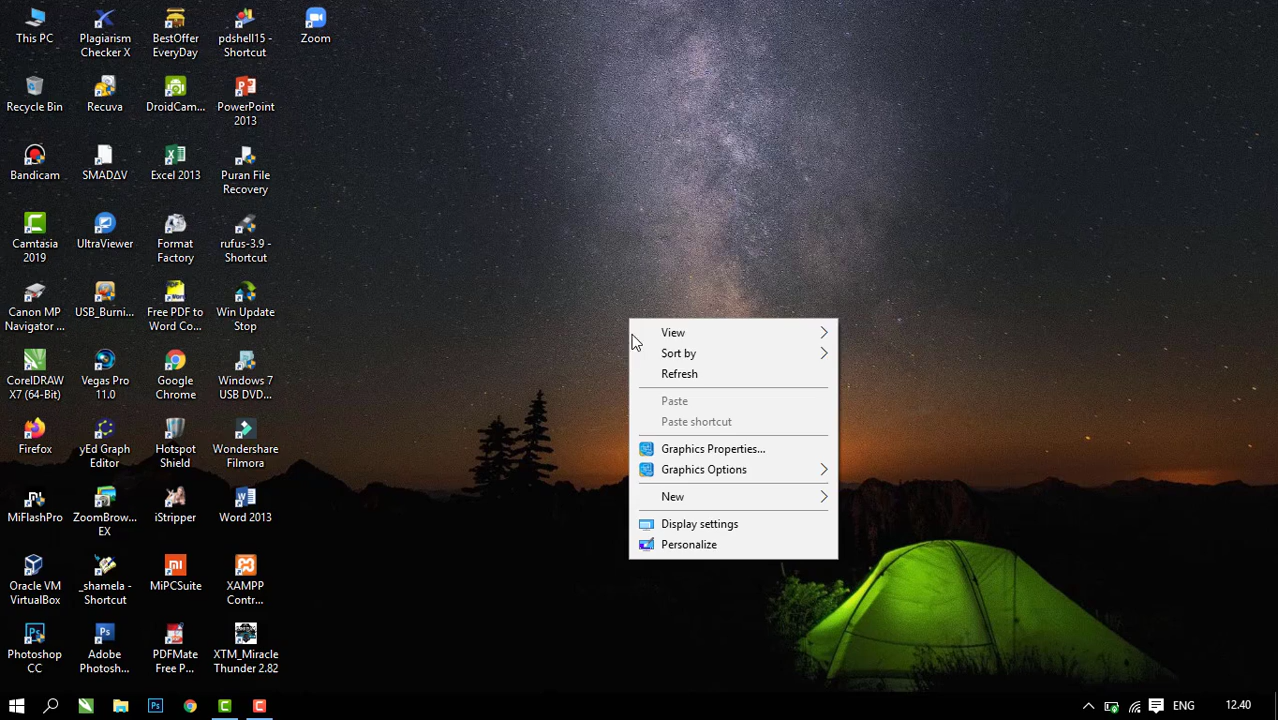 This PC
Plagiarism
Checker X
BestOffer
EveryDay
pdshell15 -
Shortcut
Zoom
Recycle Bin
Recuva
DroidCam...
PowerPoint
2013
Bandicam
SMADΔV
Excel 2013
Puran File
Recovery
Camtasia
2019
UltraViewer
Format
Factory
rufus-3.9 -
Shortcut
Canon MP
Navigator ...
USB_Burni...
Free PDF to
Word Co...
Win Update
Stop
CorelDRAW
X7 (64-Bit)
Vegas Pro
11.0
Google
Chrome
Windows 7
USB DVD...
Firefox
yEd Graph
Editor
Hotspot
Shield
Wondershare
Filmora
MiFlashPro
ZoomBrow...
EX
iStripper
Word 2013
Oracle VM
VirtualBox
_shamela -
Shortcut
MiPCSuite
XAMPP
Contr...
Photoshop
CC
Adobe
Photosh...
PDFMate
Free P...
XTM_Miracle
Thunder 2.82
View
Sort by
Refresh
Paste
Paste shortcut
Graphics Properties...
Graphics Options
New
Display settings
Personalize
ENG
12.40